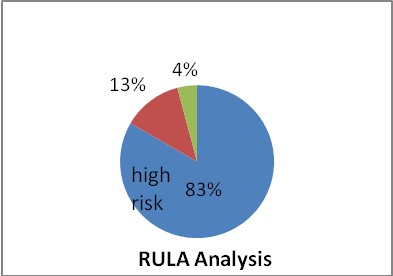 4%
13%
high
risk
83%
RULA Analysis